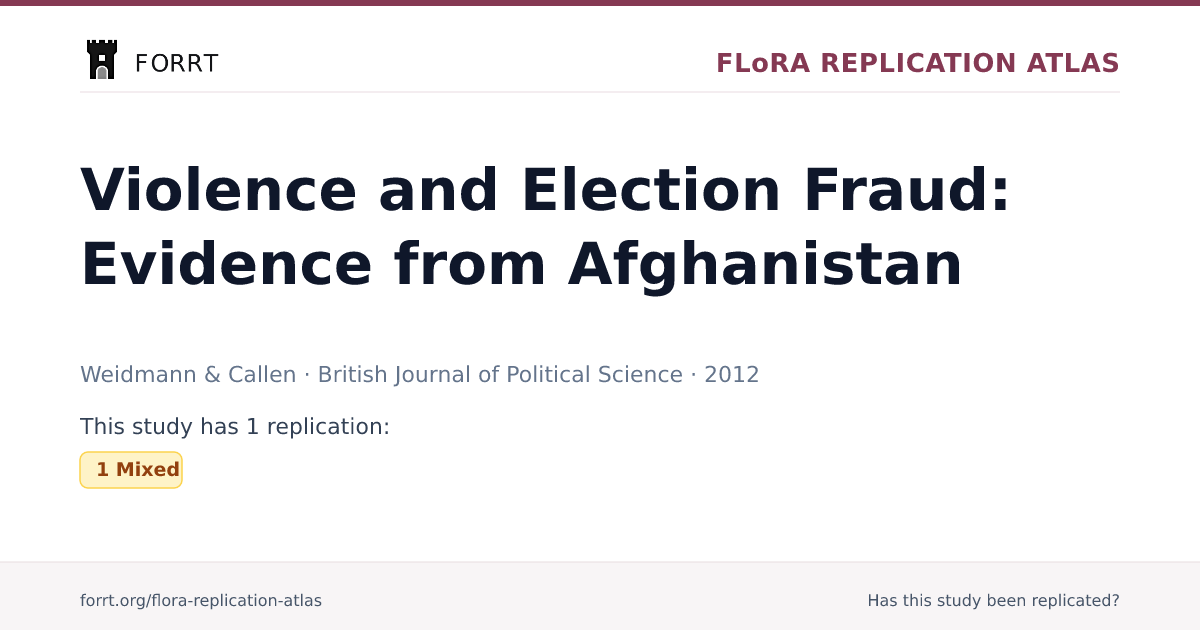 FORRT
FLoRA REPLICATION ATLAS
Violence and Election Fraud:
Evidence from Afghanistan
Weidmann & Callen · British Journal of Political Science · 2012
This study has 1 replication:
1 Mixed
forrt.org/flora-replication-atlas
Has this study been replicated?